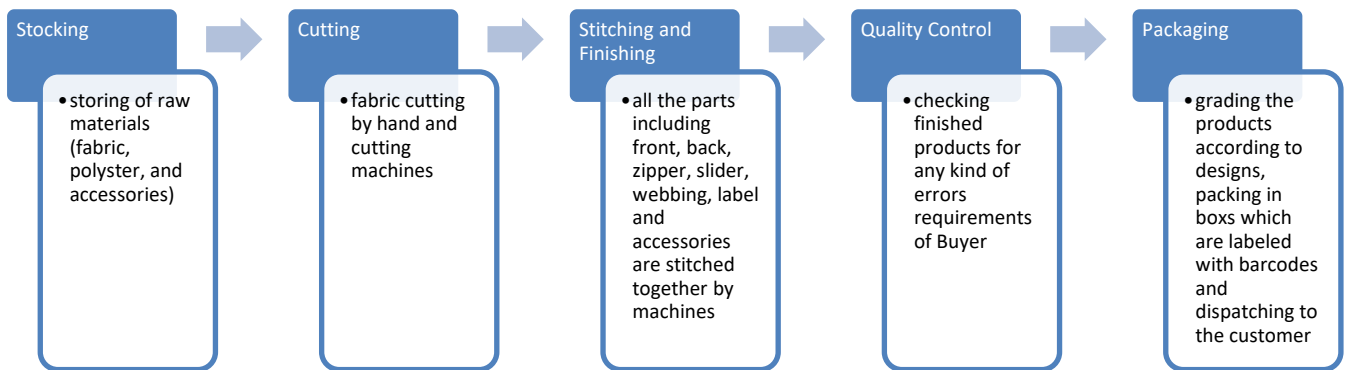 Stocking
•storing of raw
materials
(fabric,
polyster, and
accessories)
Cutting
•fabric cutting
by hand and
cutting
machines
Stitching and
Finishing
•all the parts
including
front, back,
zipper, slider,
webbing, label
and
accessories
are stitched
together by
machines
Quality Control
•checking
finished
products for
any kind of
errors
requirements
of Buyer
Packaging
•grading the
products
according to
designs,
packing in
boxs which
are labeled
with barcodes
and
dispatching to
the customer